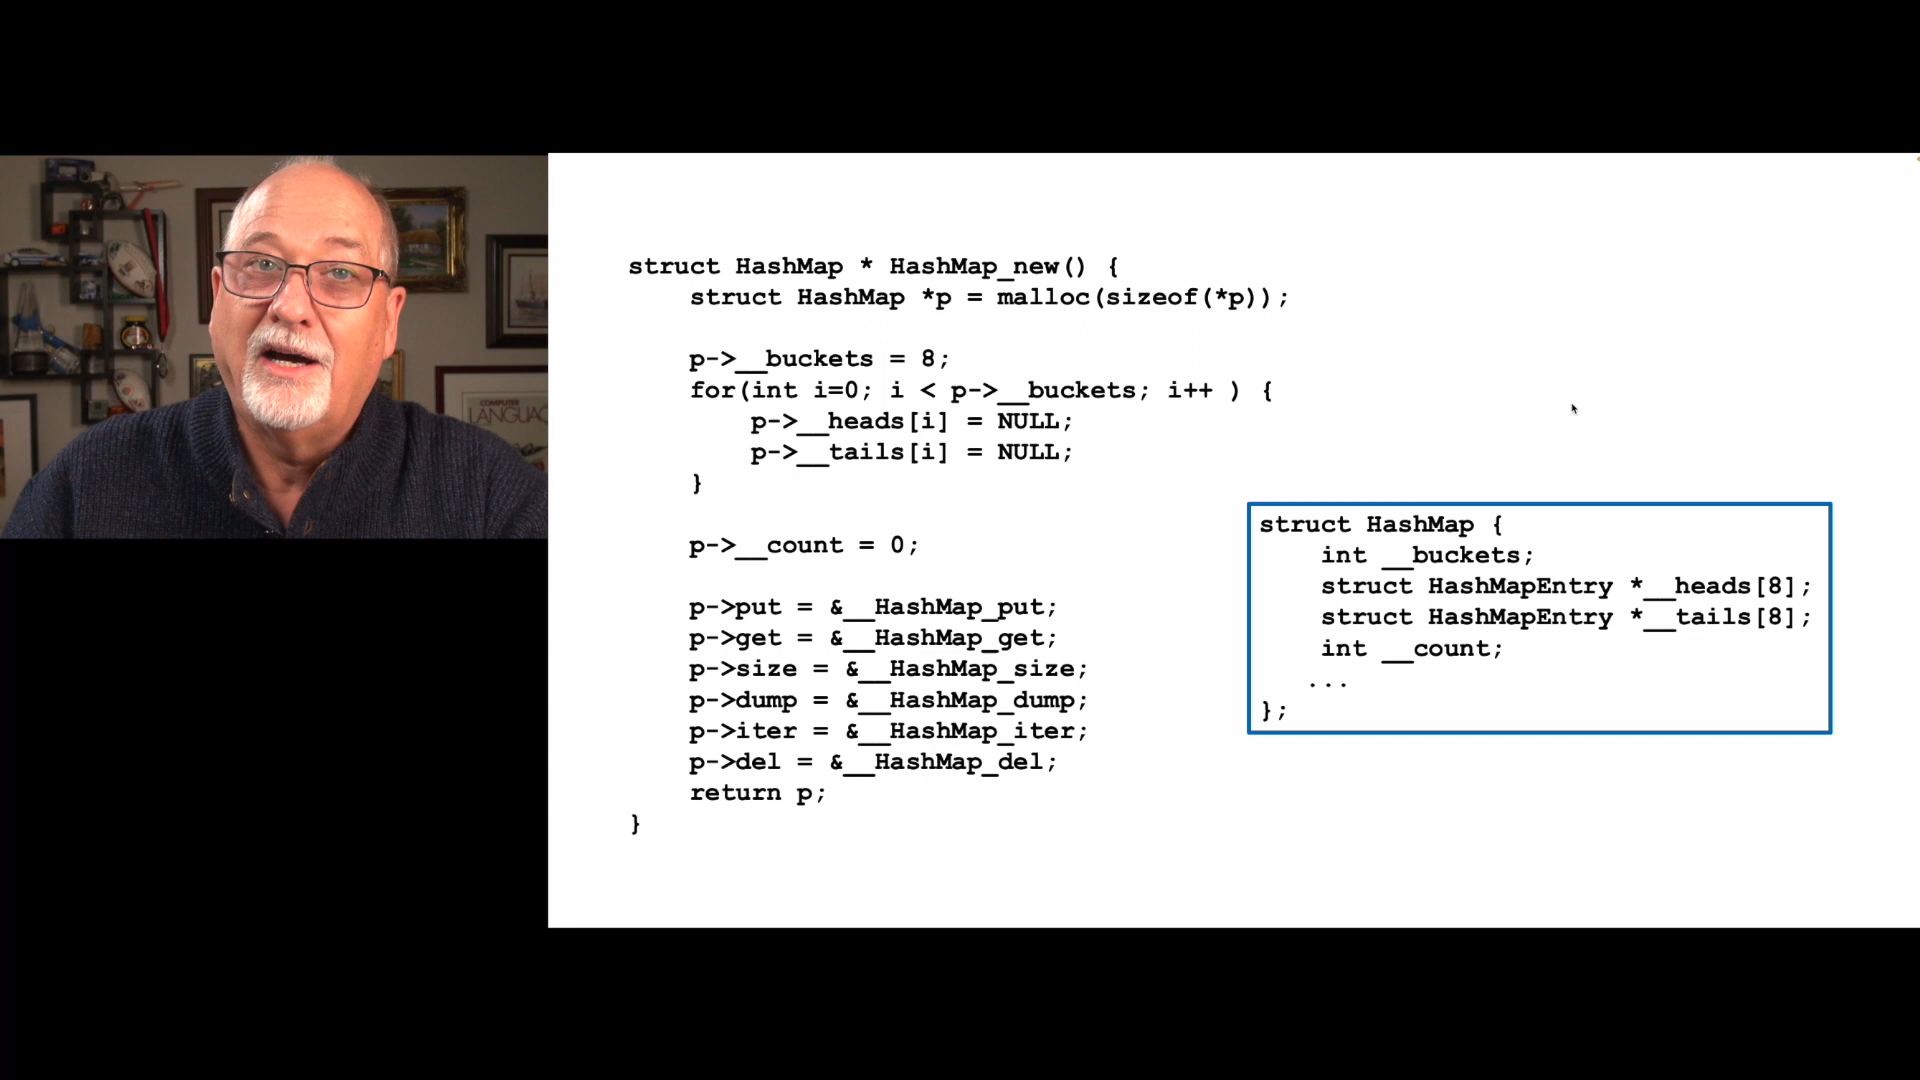 COMPUTER
struct HashMap * HashMap_new() {
struct HashMap *p = malloc(sizeof(*p));
p->__buckets = 8;
for(int i=0; i < p->__buckets; i++ ) {
p->__heads[i] = NULL;
p->__tails[i] = NULL;
}
p->__count = 0;
p->put = &__HashMap_put;
p->get = &__HashMap_get;
p->size = &__HashMap_size;
p->dump = &__HashMap_dump;
p->iter = &__HashMap_iter;
p->del = &__HashMap_del;
return p;
}
struct HashMap {
int __buckets;
struct HashMapEntry *__heads[8];
struct HashMapEntry *__tails[8];
int __count;
...
};